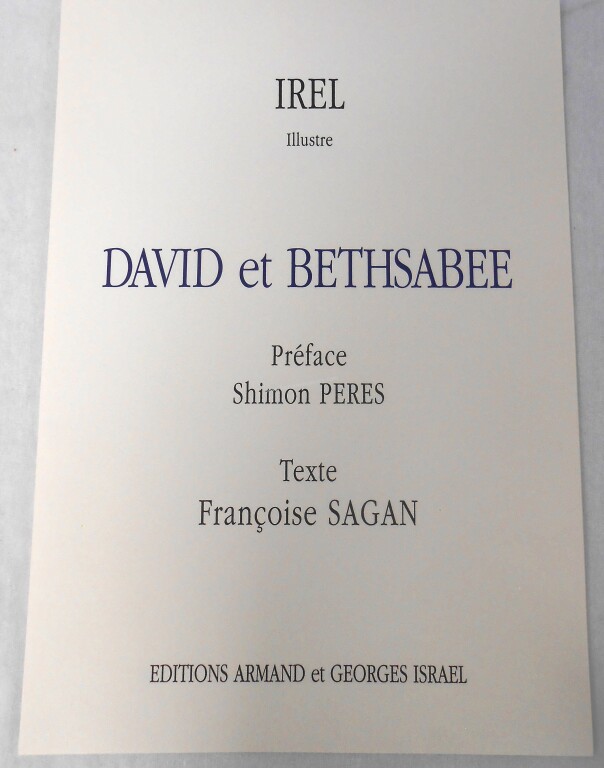 IREL
Illustre
DAVID et BETHSABEE
Préface
Shimon PERES
Texte
Françoise SAGAN
EDITIONS ARMAND et GEORGES ISRAEL